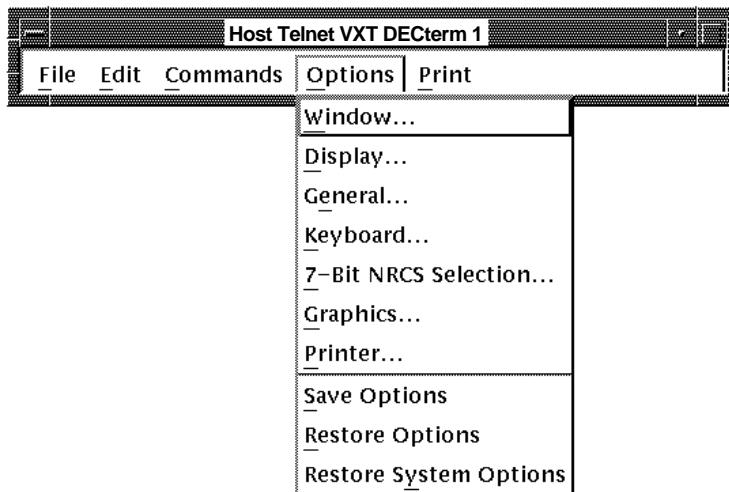 Host Telnet VXT DECterm 1
File Edit Commands Options Print
Window...
Display...
General...
Keyboard...
7-Bit NRCS Selection...
Graphics...
Printer...
Save Options
Restore Options
Restore System Options